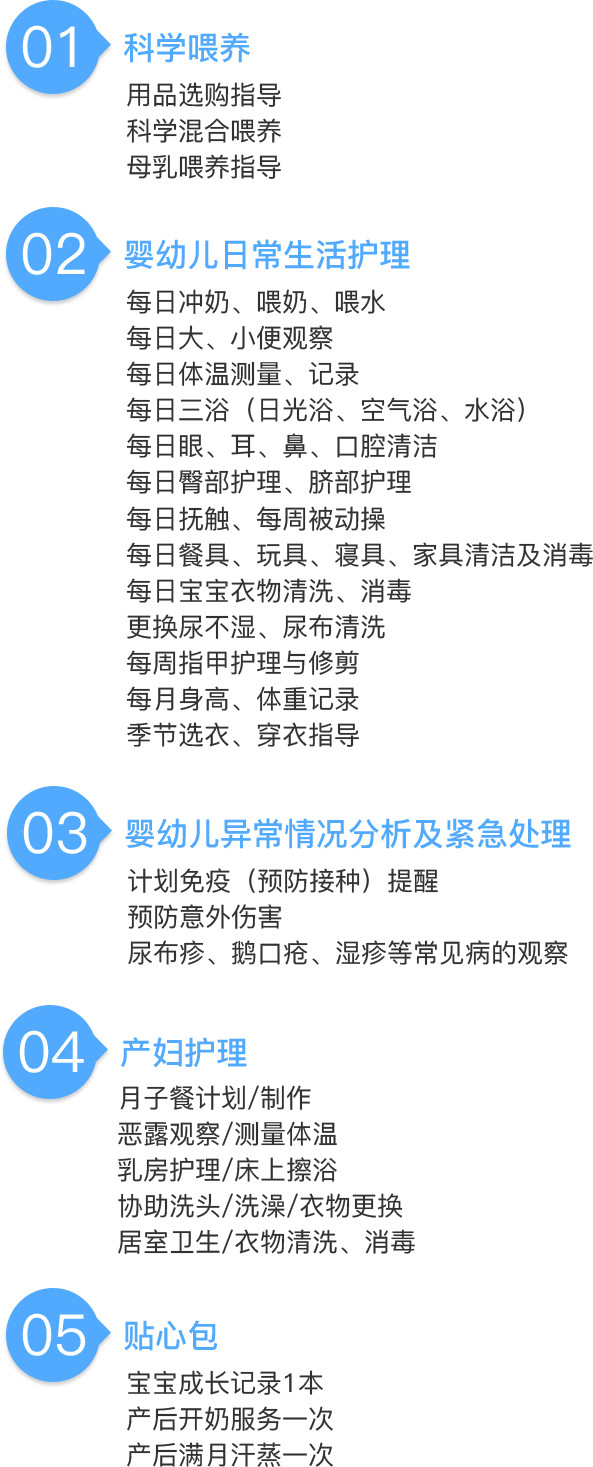 01 科学喂养
用品选购指导
科学混合喂养
母乳喂养指导
02 婴幼儿日常生活护理
每日冲奶、喂奶、喂水
每日大、小便观察
每日体温测量、记录
每日三浴（日光浴、空气浴、水浴）
每日眼、耳、鼻、口腔清洁
每日臀部护理、脐部护理
每日抚触、每周被动操
每日餐具、玩具、寝具、家具清洁及消毒
每日宝宝衣物清洗、消毒
更换尿不湿、尿布清洗
每周指甲护理与修剪
每月身高、体重记录
季节选衣、穿衣指导
03 婴幼儿异常情况分析及紧急处理
计划免疫（预防接种）提醒
预防意外伤害
尿布疹、鹅口疮、湿疹等常见病的观察
04 产妇护理
月子餐计划/制作
恶露观察/测量体温
乳房护理/床上擦浴
协助洗头/洗澡/衣物更换
居室卫生/衣物清洗、消毒
05 贴心包
宝宝成长记录1本
产后开奶服务一次
产后满月汗蒸一次